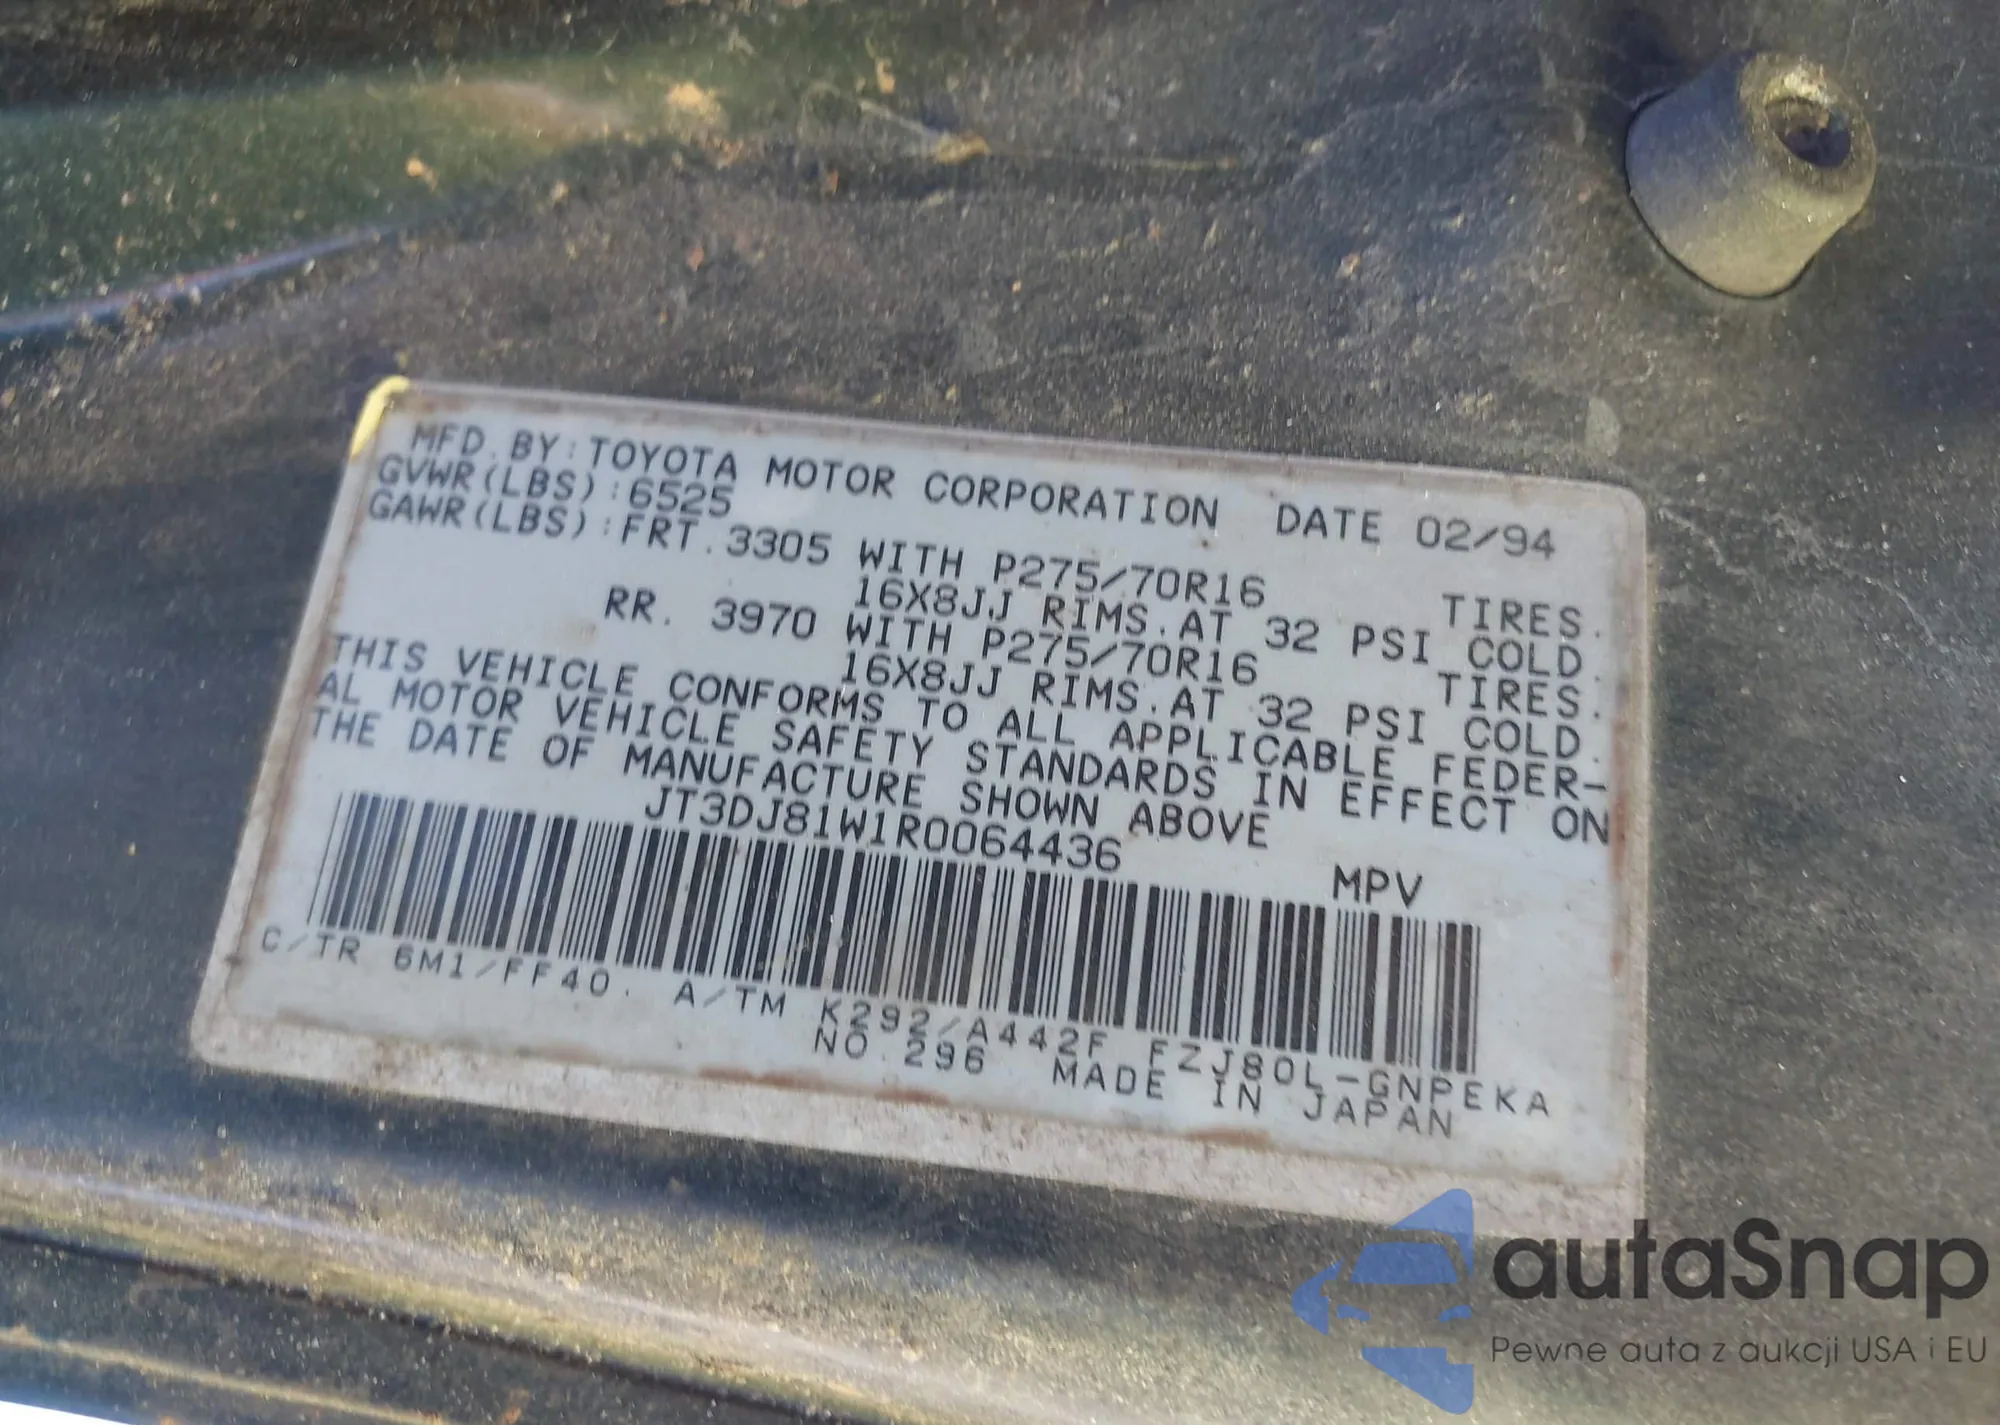 MFD. BY: TOYOTA MOTOR CORPORATION DATE 02/94
GVWR(LBS):6525
GAWR(LBS):FRT.3305 WITH P275/70R16 TIRES.
16X8JJ RIMS.AT 32 PSI COLD.
RR. 3970 WITH P275/70R16 TIRES.
16X8JJ RIMS.AT 32 PSI COLD.
THIS VEHICLE CONFORMS TO ALL APPLICABLE FEDER-
AL MOTOR VEHICLE SAFETY STANDARDS IN EFFECT ON
THE DATE OF MANUFACTURE SHOWN ABOVE
JT3DJ81W1R0064436 MPV
C/TR 6M1/FF40. A/TM K292/A442F FZJ80L-GNPEKA
NO.296 MADE IN JAPAN
autaSnap
Pewne auta z aukcji USA i EU